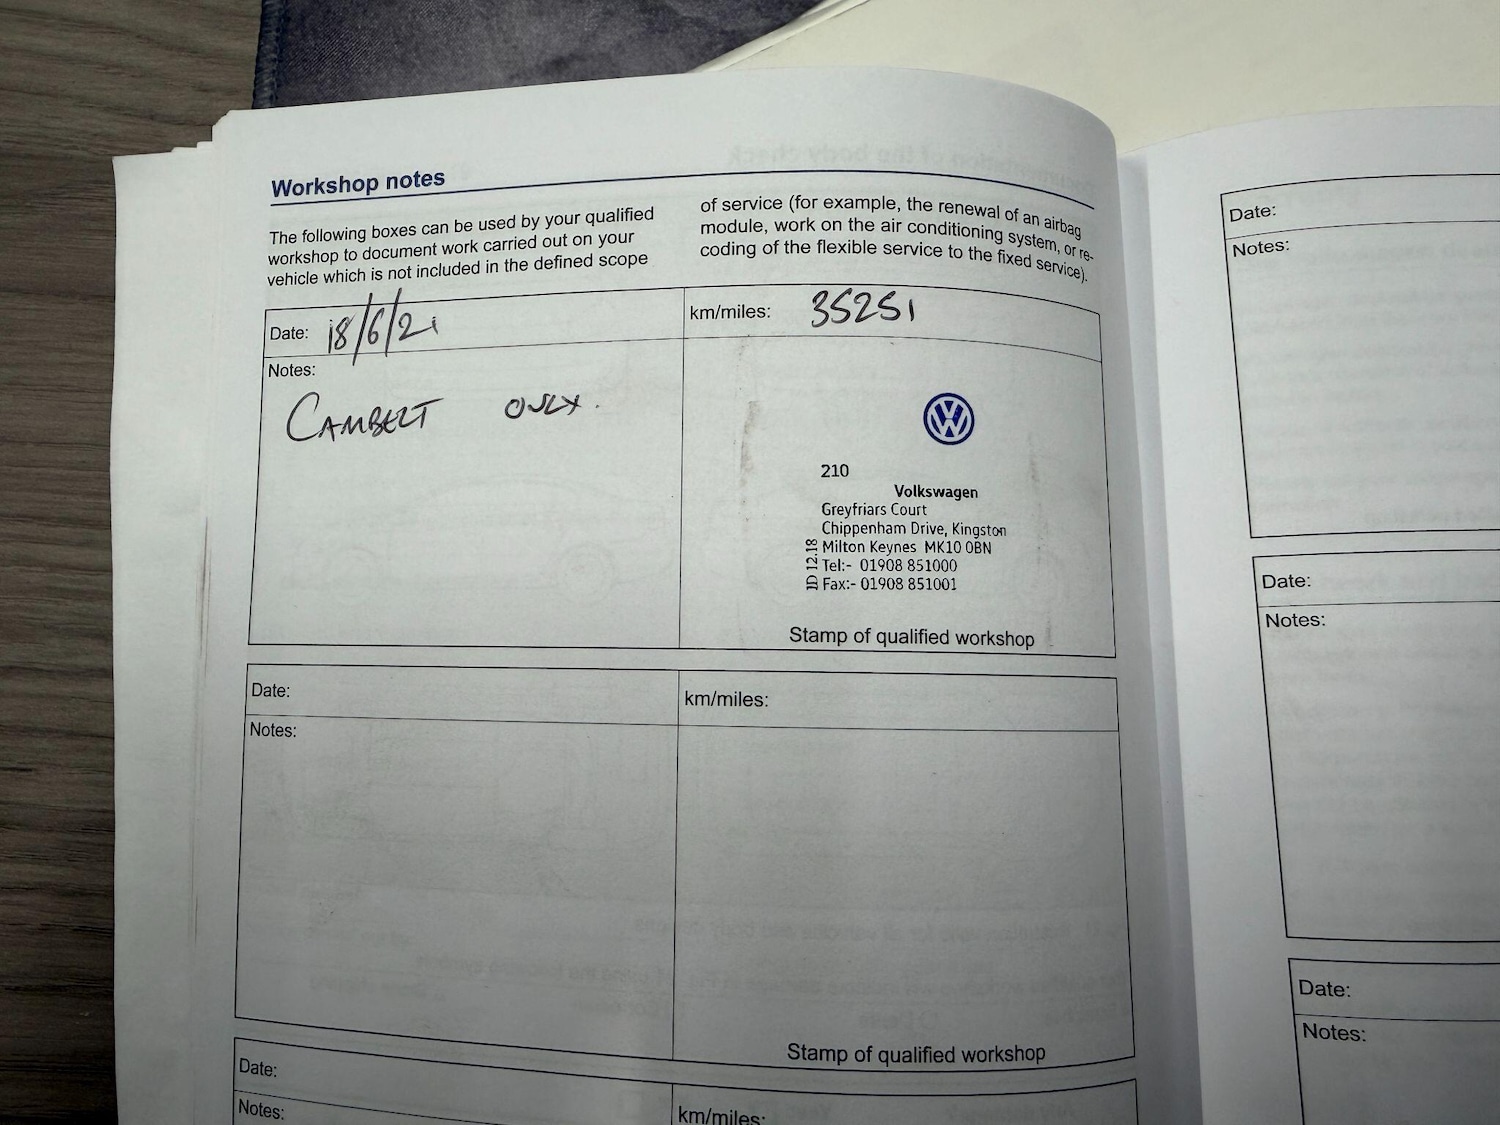 Workshop notes
The following boxes can be used by your qualified
workshop to document work carried out on your
vehicle which is not included in the defined scope
of service (for example, the renewal of an airbag
module, work on the air conditioning system, or re-
coding of the flexible service to the fixed service).
Date: 18/6/21
km/miles: 35251
Notes:
CAMBELT ONLY.
VW
210
Volkswagen
Greyfriars Court
Chippenham Drive, Kingston
Milton Keynes MK10 0BN
Tel:- 01908 851000
Fax:- 01908 851001
ID 12.18
Stamp of qualified workshop
Date:
km/miles:
Notes:
Stamp of qualified workshop
Date:
km/miles:
Notes:
Date:
Notes:
Date:
Notes:
Date:
Notes: